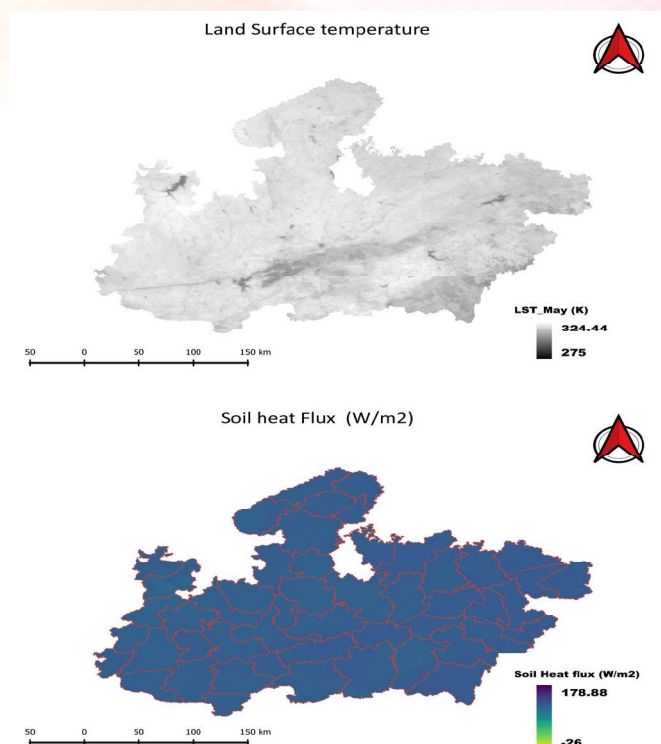 Land Surface temperature
LST_May (K)
324.44
275
50 0 50 100 150 km
Soil heat Flux (W/m2)
Soil Heat flux (W/m2)
178.88
-26
50 0 50 100 150 km